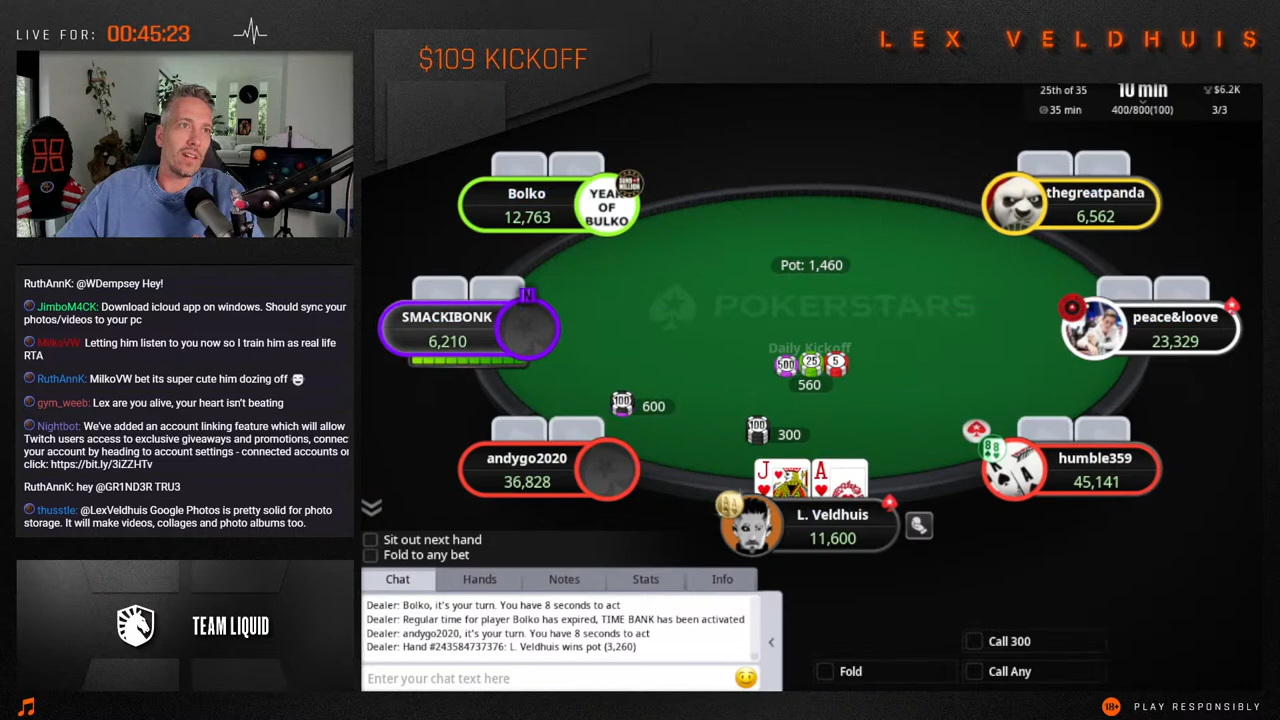 LIVE FOR: 00:45:23
$109 KICKOFF
LEX VELDHUIS
25th of 35
10 min
$6.2K
35 min
400/800(100)
3/3
Bolko
12,763
YEAR
OF
BULKO
thegreatpanda
6,562
Pot: 1,460
SMACKIBONK
6,210
N
POKERSTARS
Daily Kickoff
peace&loove
23,329
500
25
5
560
100
600
100
300
andygo2020
36,828
J
A
humble359
45,141
L. Veldhuis
11,600
RuthAnnK: @WDempsey Hey!
JimboM4CK: Download icloud app on windows. Should sync your
photos/videos to your pc
MilkoVW: Letting him listen to you now so I train him as real life
RTA
RuthAnnK: MilkoVW bet its super cute him dozing off
gym_weeb: Lex are you alive, your heart isn't beating
Nightbot: We've added an account linking feature which will allow
Twitch users access to exclusive giveaways and promotions, connec
your account by heading to account settings - connected accounts or
click: https://bit.ly/3iZZHTv
RuthAnnK: hey @GRIND3R TRU3
thusstle: @LexVeldhuis Google Photos is pretty solid for photo
storage. It will make videos, collages and photo albums too.
Sit out next hand
Fold to any bet
Chat
Hands
Notes
Stats
Info
Dealer: Bolko, it's your turn. You have 8 seconds to act
Dealer: Regular time for player Bolko has expired, TIME BANK has been activated
Dealer: andygo2020, it's your turn. You have 8 seconds to act
Dealer: Hand #243584737376: L. Veldhuis wins pot (3,260)
Enter your chat text here
Call 300
Fold
Call Any
TEAM LIQUID
18+ PLAY RESPONSIBLY